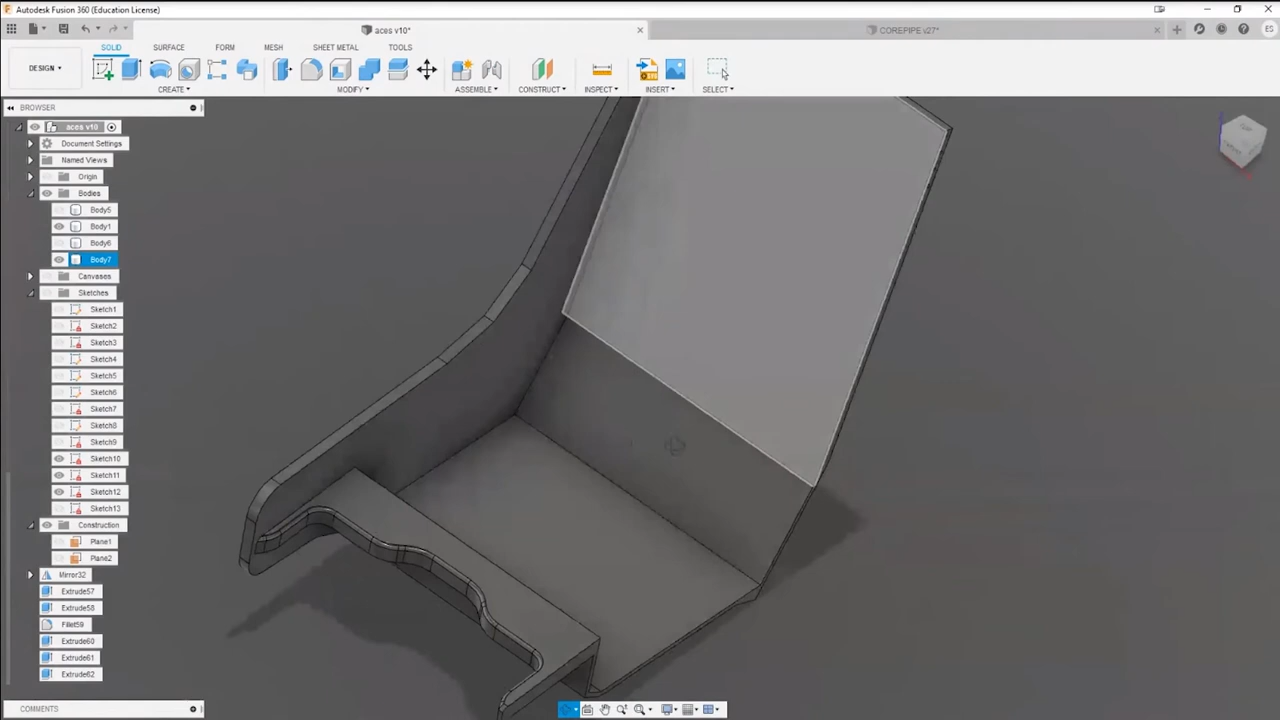 Autodesk Fusion 360 (Education License)
aces v10*
COREPIPE v27*
ES
DESIGN
SOLID SURFACE FORM MESH SHEET METAL TOOLS
CREATE MODIFY ASSEMBLE CONSTRUCT INSPECT INSERT SELECT
BROWSER
aces v10
Document Settings
Named Views
Origin
Bodies
Body5
Body1
Body6
Body7
Canvases
Sketches
Sketch1
Sketch2
Sketch3
Sketch4
Sketch5
Sketch6
Sketch7
Sketch8
Sketch9
Sketch10
Sketch11
Sketch12
Sketch13
Construction
Plane1
Plane2
Mirror32
Extrude57
Extrude58
Fillet59
Extrude60
Extrude61
Extrude62
COMMENTS